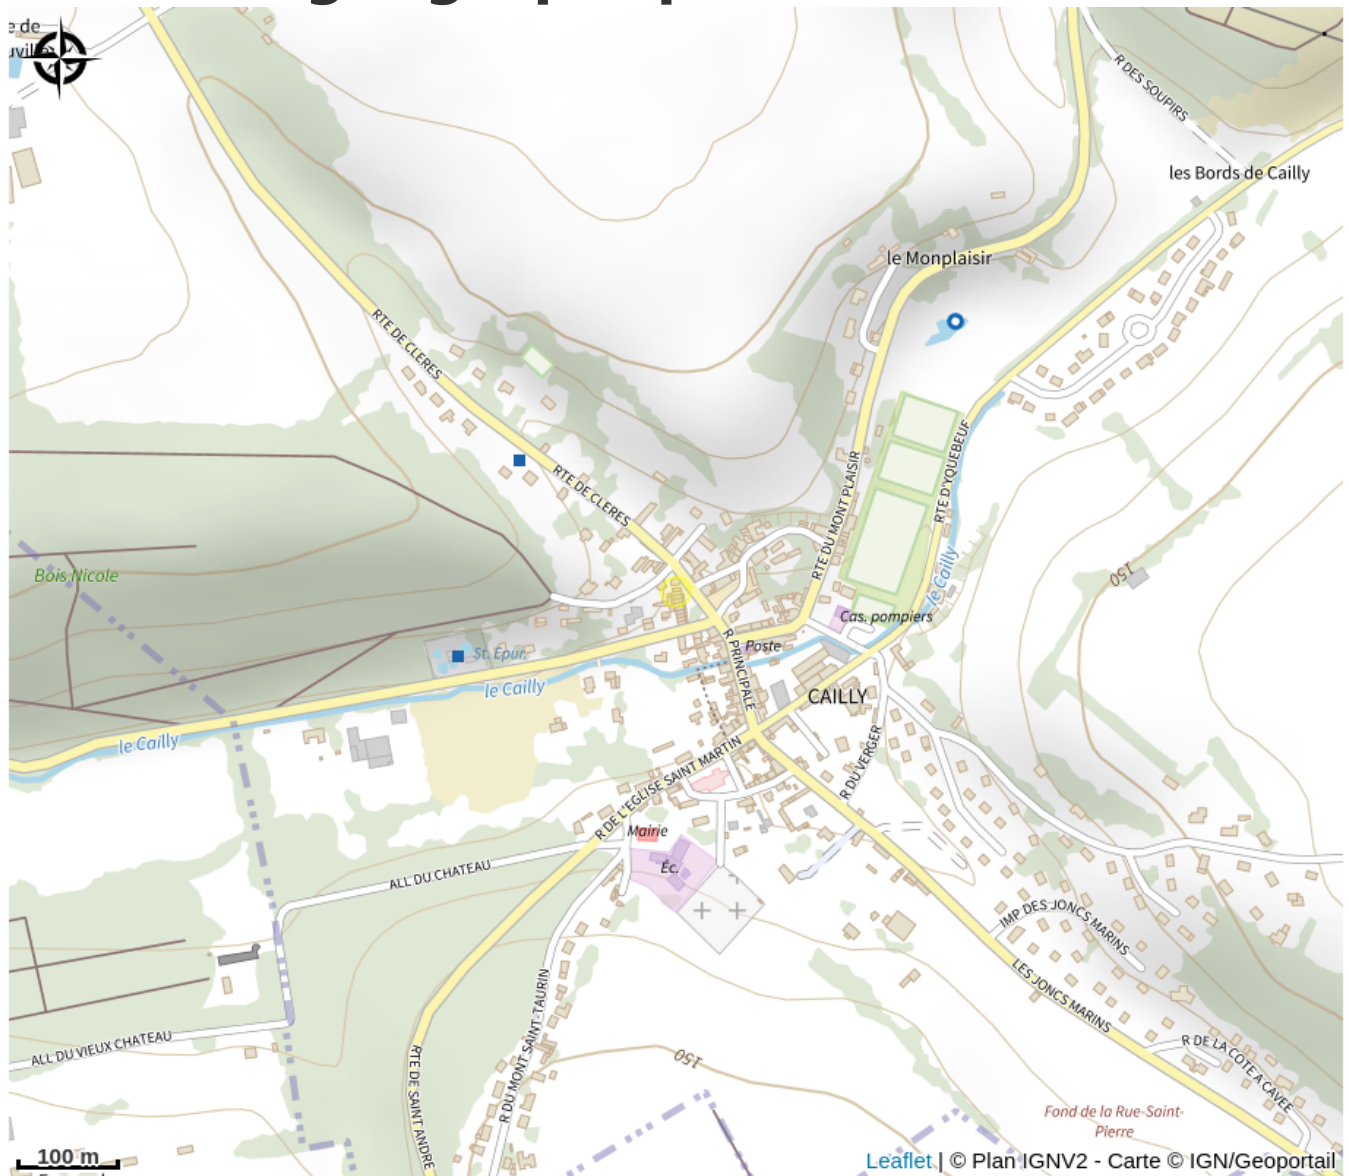 e de
uville
R DES SOUPIRS
les Bords de Cailly
le Monplaisir
RTE DE CLERES
RTE DE CLERES
RTE DU MONT PLAISIR
RTE D'YQUEBEUF
le Cailly
150
Bois Nicole
Cas. pompiers
R PRINCIPALE
Poste
St. Épur.
le Cailly
CAILLY
le Cailly
R DE L'EGLISE SAINT MARTIN
R DU VERGER
Mairie
Éc.
ALL DU CHATEAU
IMP DES JONCS MARINS
LES JONCS MARINS
R DU MONT-SAINT-TAURIN
ALL DU VIEUX CHATEAU
RTE DE SAINT ANDRE
150
R DE LA COTE A CAVEE
Fond de la Rue-Saint-
Pierre
100 m
Leaflet | © Plan IGNV2 - Carte © IGN/Geoportail